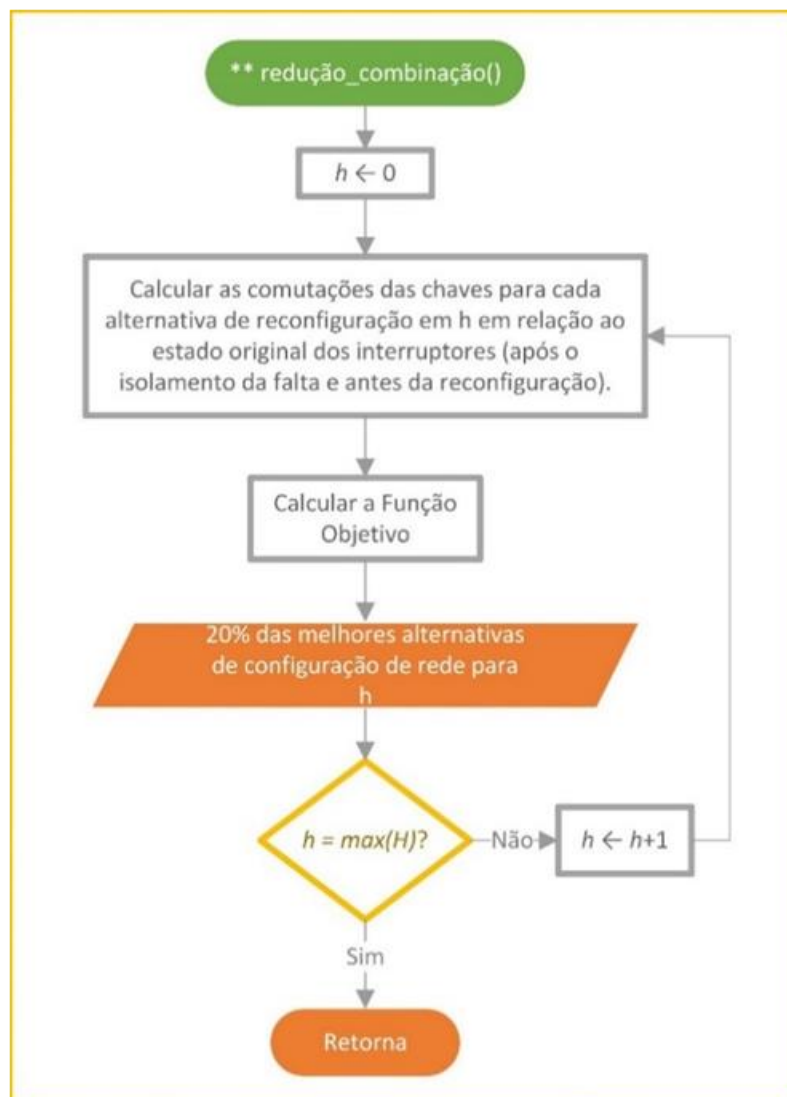 ** redução_combinação()
h ← 0
Calcular as comutações das chaves para cada
alternativa de reconfiguração em h em relação ao
estado original dos interruptores (após o
isolamento da falta e antes da reconfiguração).
Calcular a Função
Objetivo
20% das melhores alternativas
de configuração de rede para
h
h = max(H)?
Não
h ← h+1
Sim
Retorna